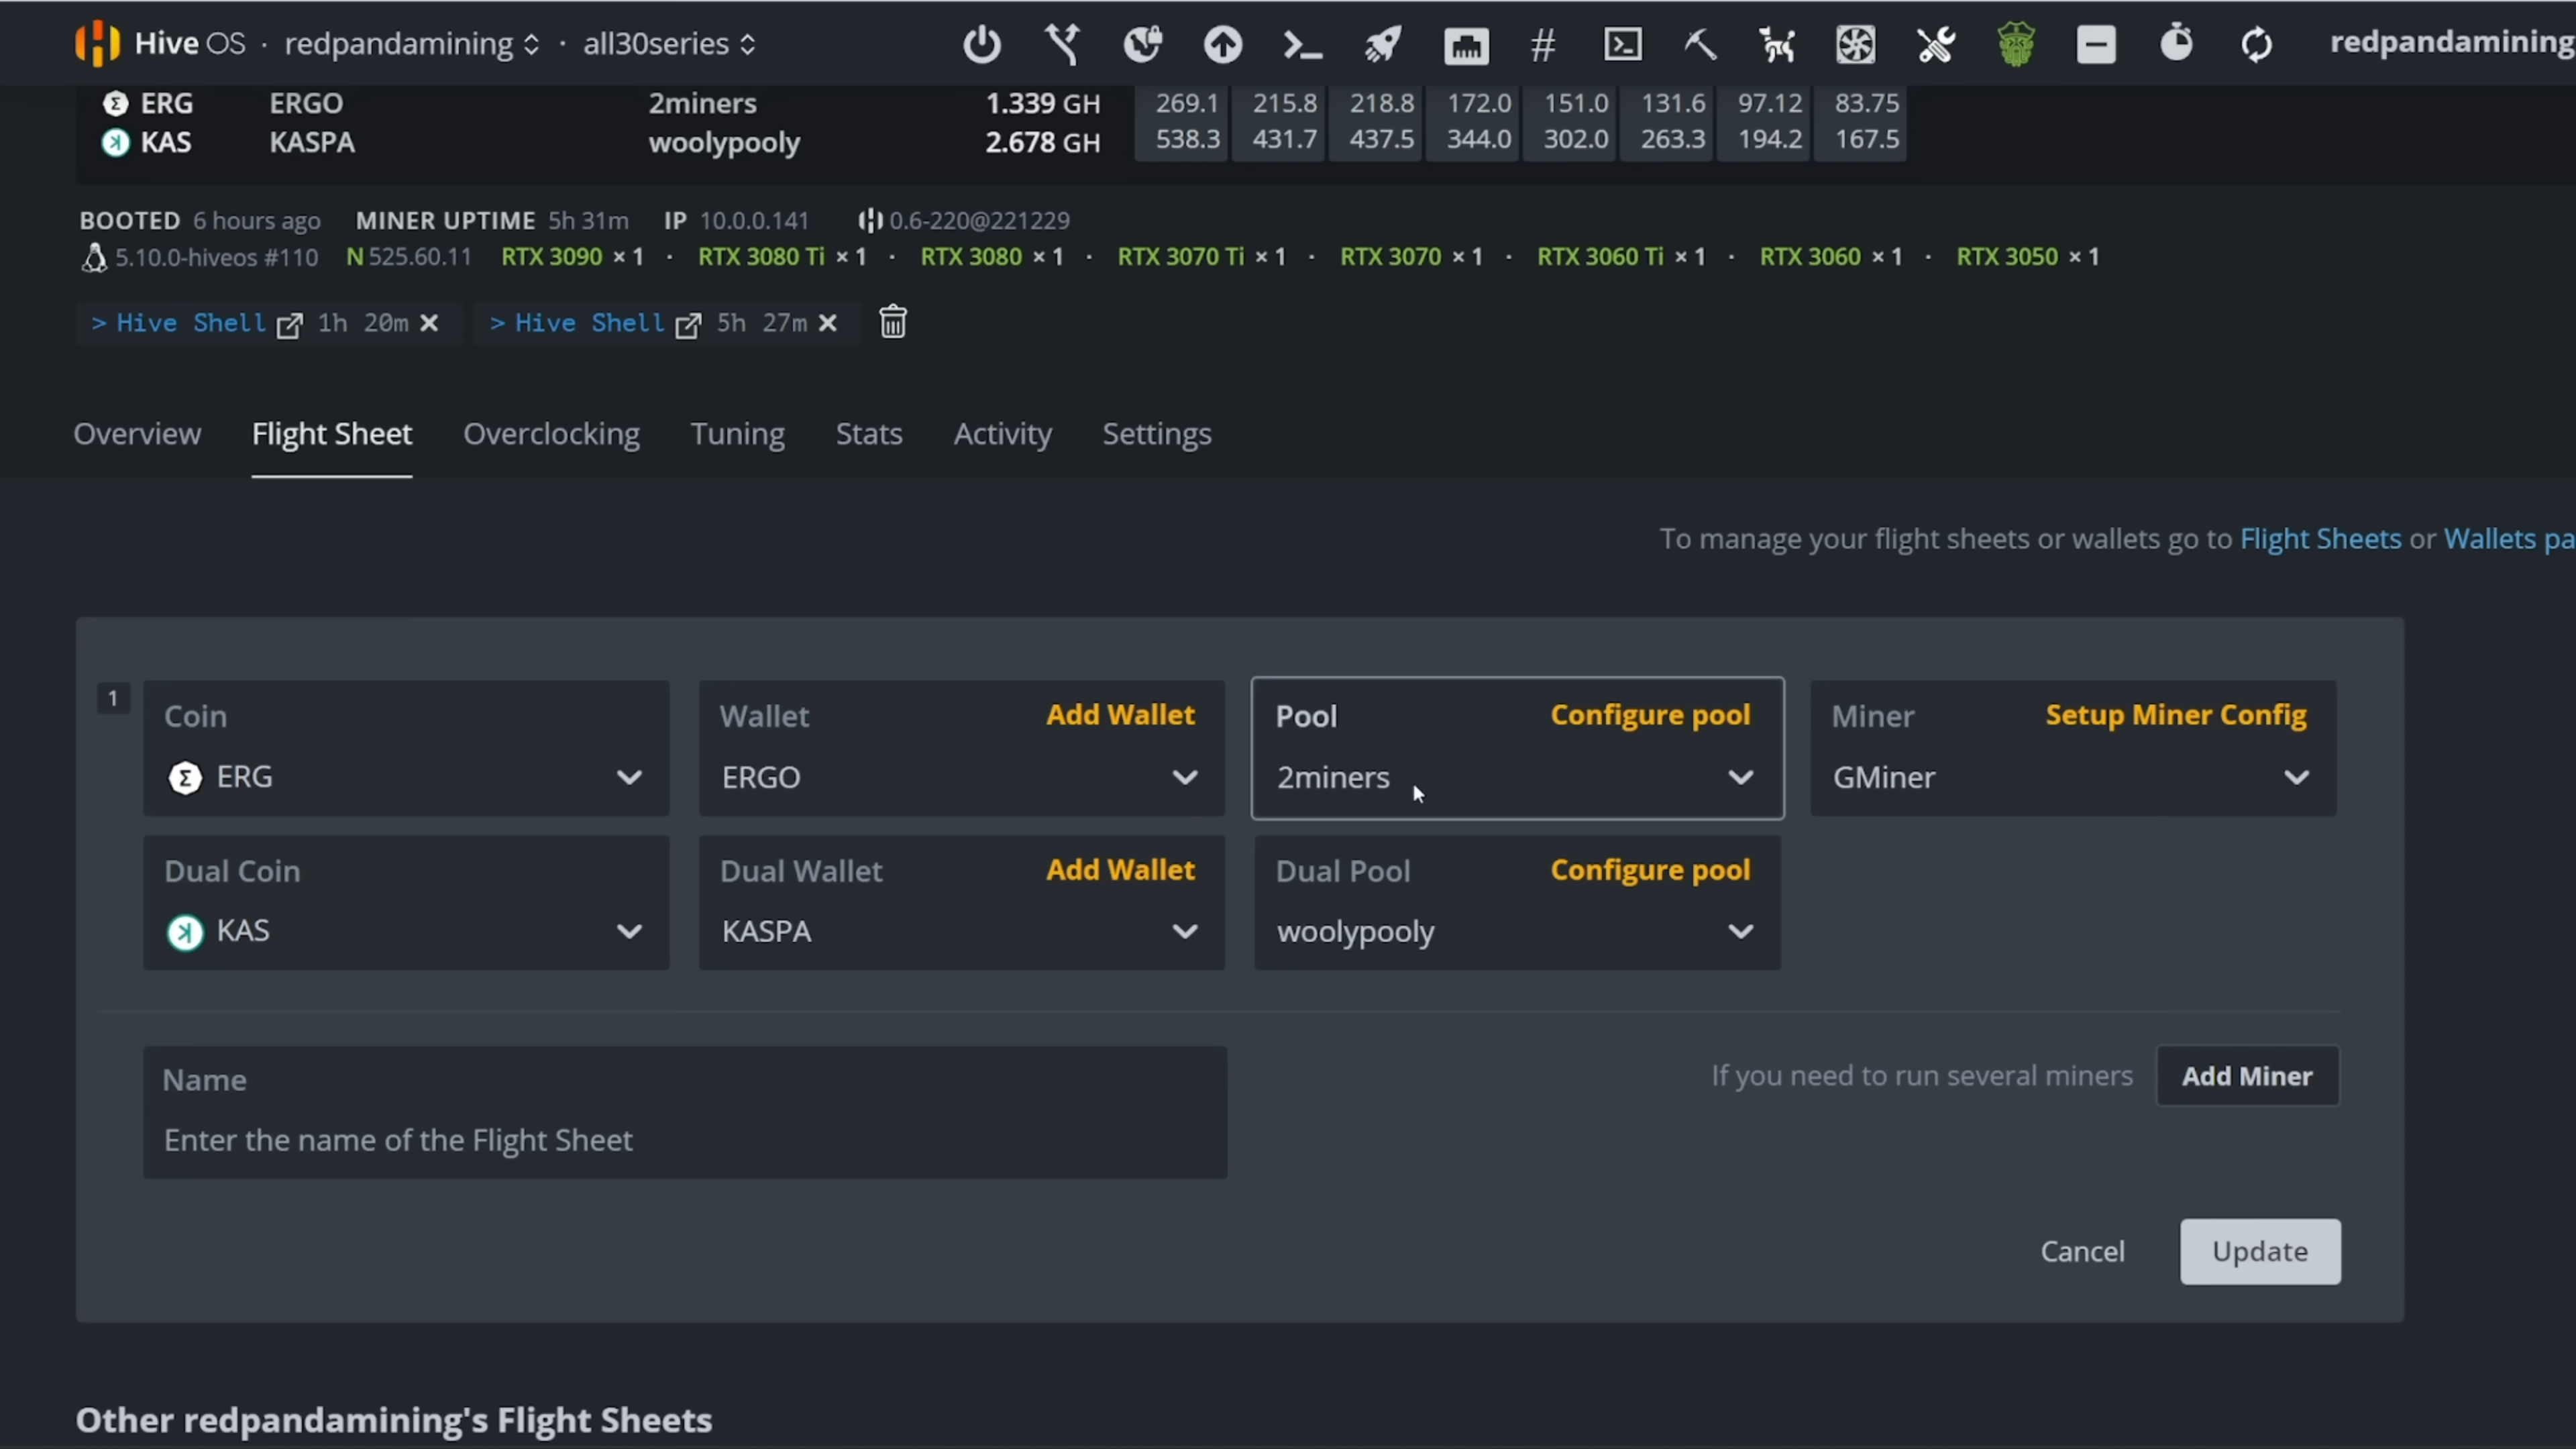 Hive OS · redpandamining · all30series # redpandamining
ERG ERGO 2miners 1.339 GH 269.1 215.8 218.8 172.0 151.0 131.6 97.12 83.75
KAS KASPA woolypooly 2.678 GH 538.3 431.7 437.5 344.0 302.0 263.3 194.2 167.5
BOOTED 6 hours ago MINER UPTIME 5h 31m IP 10.0.0.141 0.6-220@221229
5.10.0-hiveos #110 N 525.60.11 RTX 3090 × 1 · RTX 3080 Ti × 1 · RTX 3080 × 1 · RTX 3070 Ti × 1 · RTX 3070 × 1 · RTX 3060 Ti × 1 · RTX 3060 × 1 · RTX 3050 × 1
> Hive Shell 1h 20m × > Hive Shell 5h 27m ×
Overview Flight Sheet Overclocking Tuning Stats Activity Settings
To manage your flight sheets or wallets go to Flight Sheets or Wallets pa
1 Coin Wallet Add Wallet Pool Configure pool Miner Setup Miner Config
ERG ERGO 2miners GMiner
Dual Coin Dual Wallet Add Wallet Dual Pool Configure pool
KAS KASPA woolypooly
Name If you need to run several miners Add Miner
Enter the name of the Flight Sheet
Cancel Update
Other redpandamining's Flight Sheets